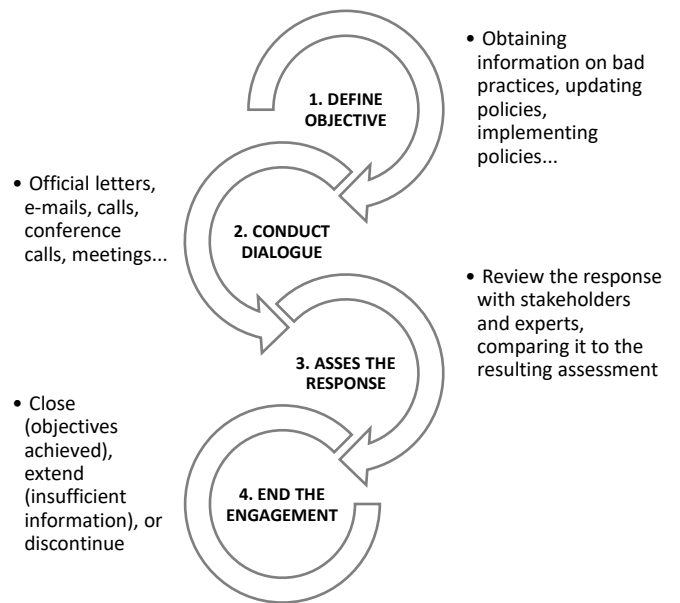 1. DEFINE
OBJECTIVE
• Obtaining
information on bad
practices, updating
policies,
implementing
policies...
2. CONDUCT
DIALOGUE
• Official letters,
e-mails, calls,
conference
calls, meetings...
3. ASSES THE
RESPONSE
• Review the response
with stakeholders
and experts,
comparing it to the
resulting assessment
4. END THE
ENGAGEMENT
• Close
(objectives
achieved),
extend
(insufficient
information), or
discontinue